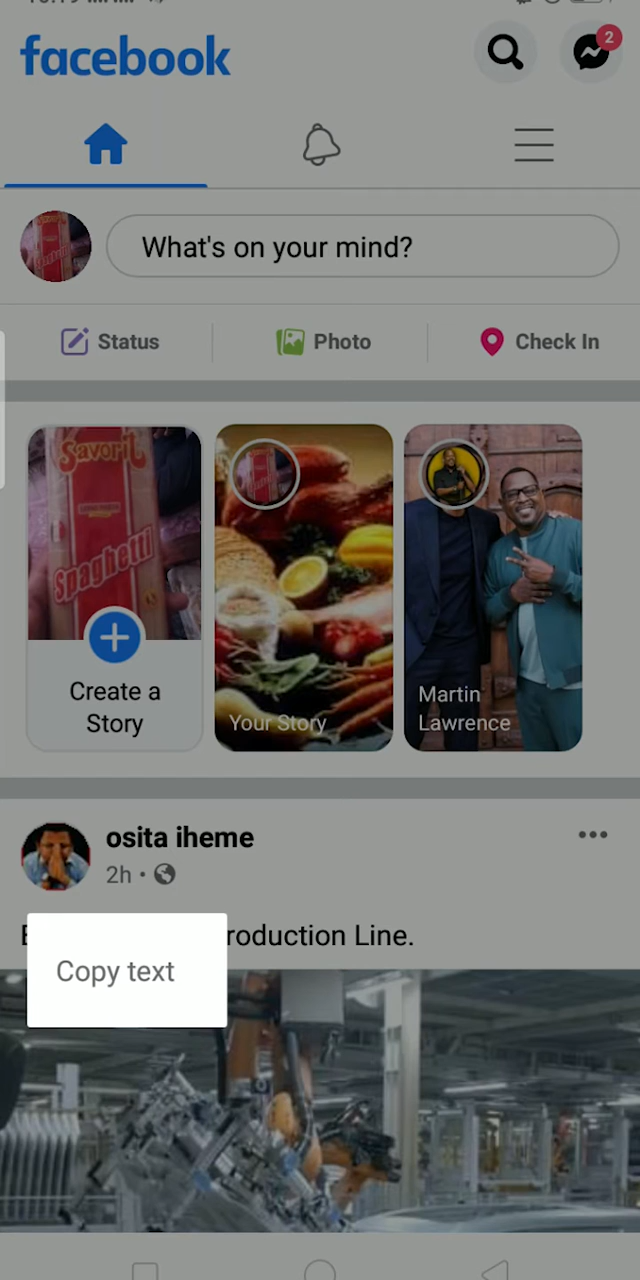 facebook
2
What's on your mind?
Status
Photo
Check In
Savorit
Spaghetti
Create a
Story
Your Story
Martin
Lawrence
osita iheme
2h
roduction Line.
Copy text